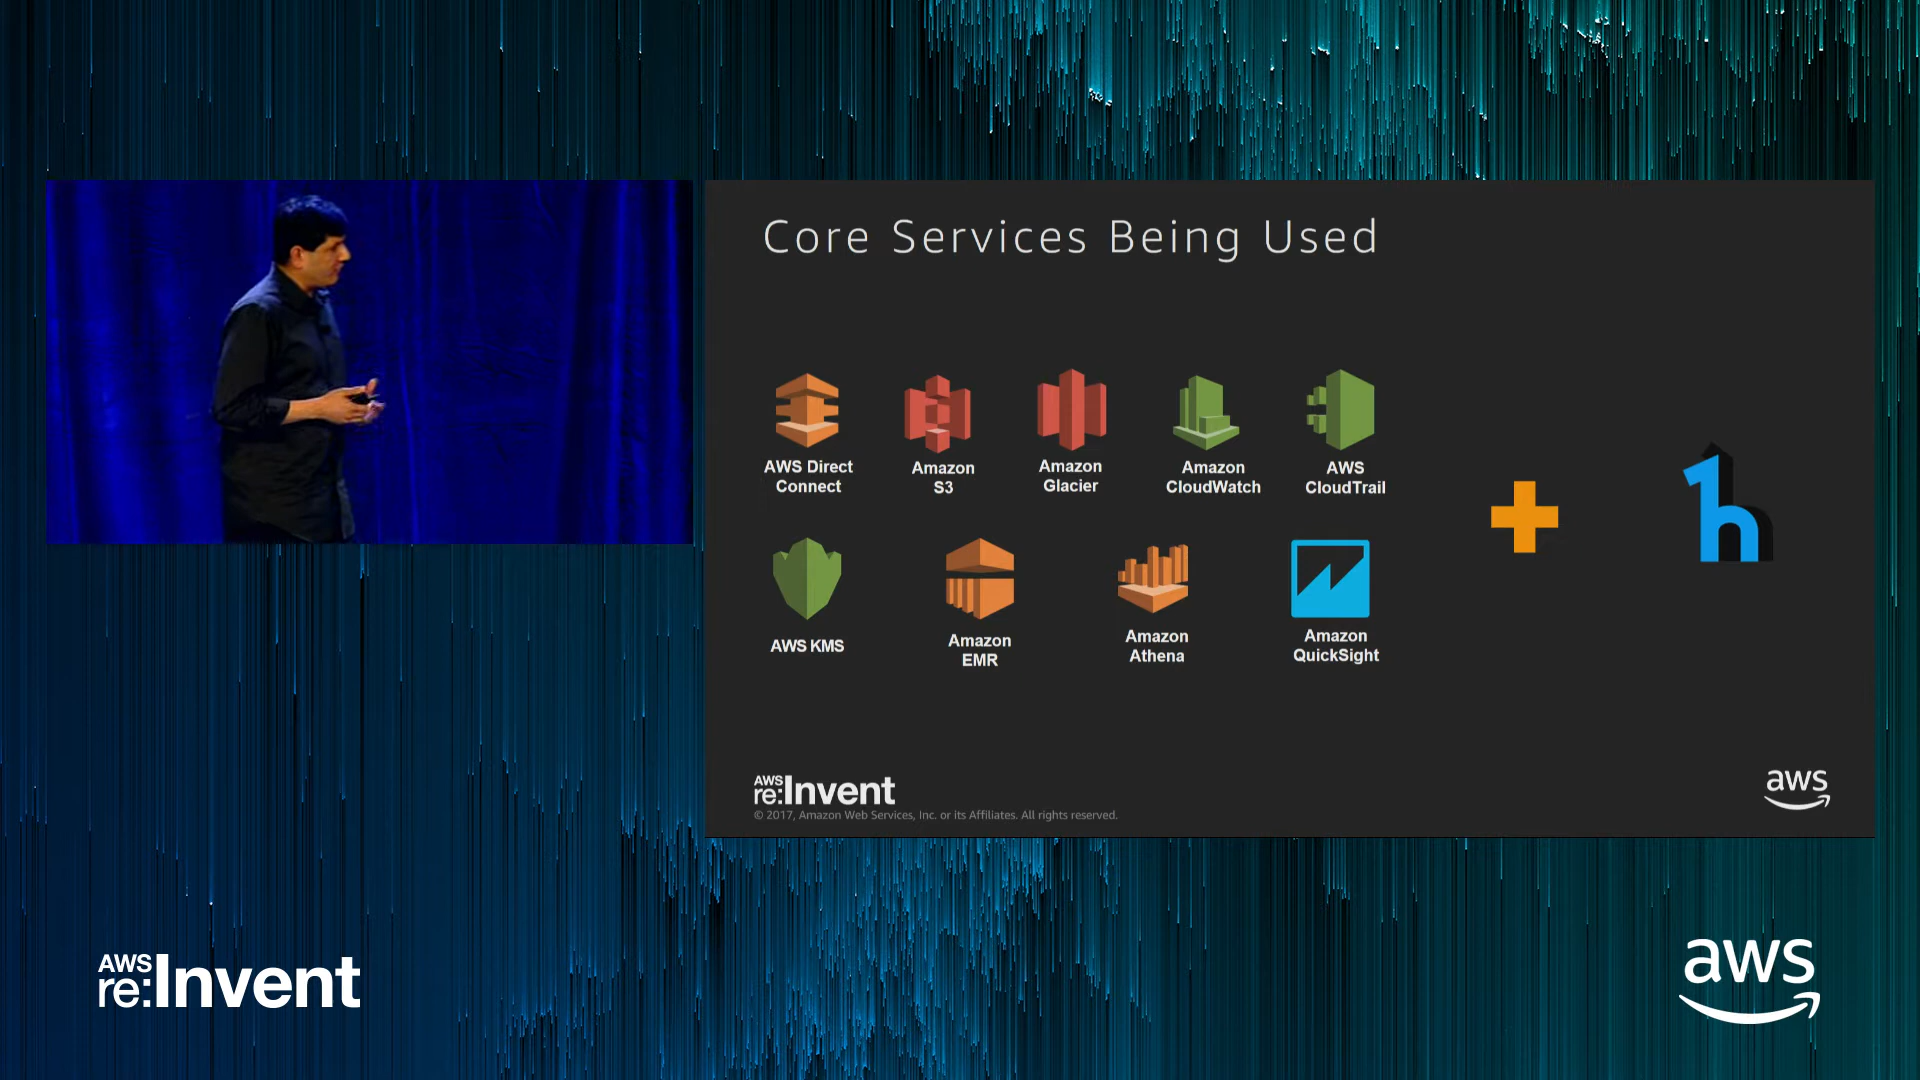 Core Services Being Used
AWS Direct
Connect
Amazon
S3
Amazon
Glacier
Amazon
CloudWatch
AWS
CloudTrail
AWS KMS
Amazon
EMR
Amazon
Athena
Amazon
QuickSight
h
AWS
re:Invent
© 2017, Amazon Web Services, Inc. or its Affiliates. All rights reserved.
aws
AWS
re:Invent
aws